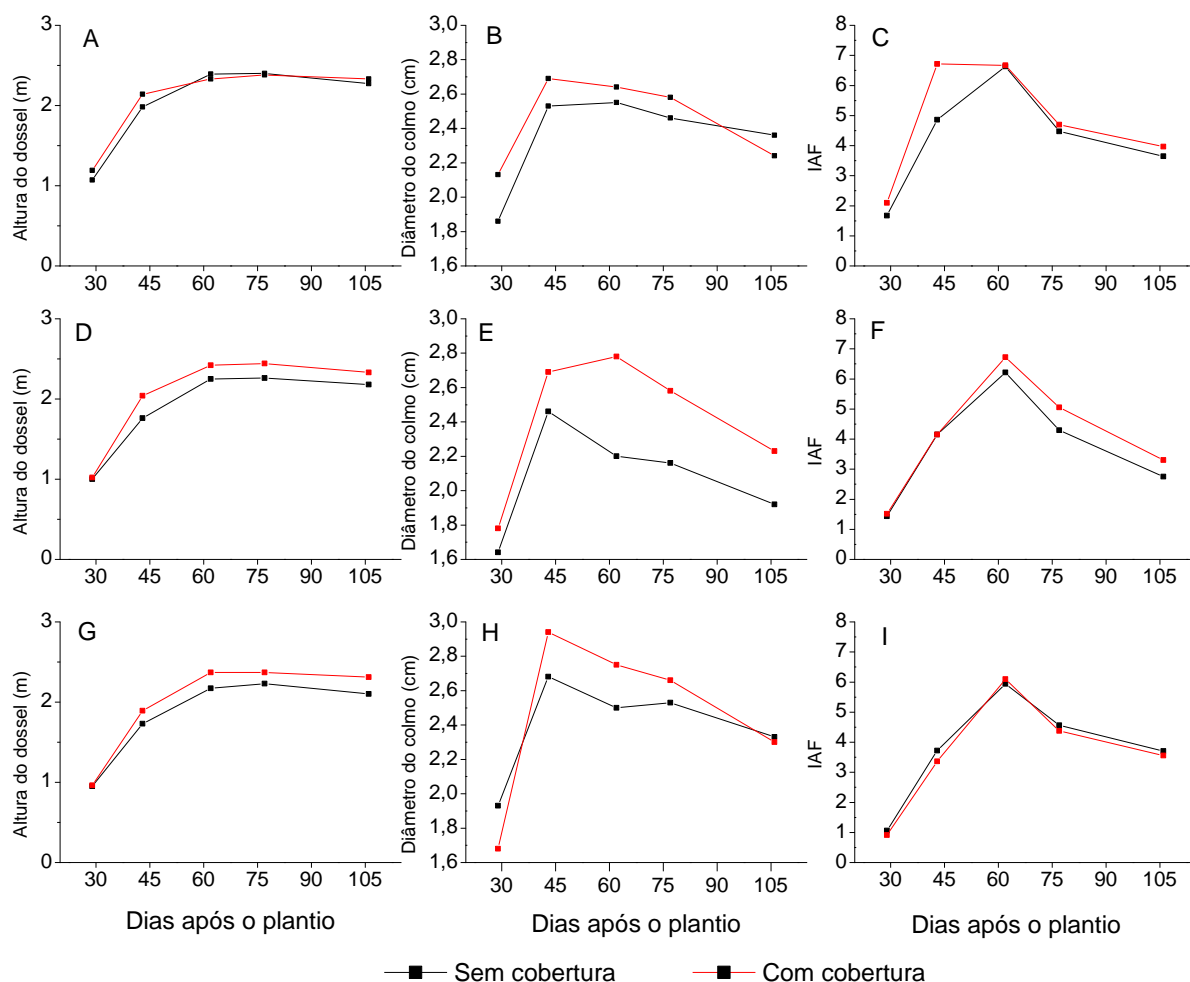 A
Altura do dossel (m)
3
2
1
0
30 45 60 75 90 105
B
Diâmetro do colmo (cm)
3,0
2,8
2,6
2,4
2,2
2,0
1,8
1,6
30 45 60 75 90 105
C
IAF
8
7
6
5
4
3
2
1
0
30 45 60 75 90 105
D
Altura do dossel (m)
3
2
1
0
30 45 60 75 90 105
E
Diâmetro do colmo (cm)
3,0
2,8
2,6
2,4
2,2
2,0
1,8
1,6
30 45 60 75 90 105
F
IAF
8
7
6
5
4
3
2
1
0
30 45 60 75 90 105
G
Altura do dossel (m)
3
2
1
0
30 45 60 75 90 105
Dias após o plantio
H
Diâmetro do colmo (cm)
3,0
2,8
2,6
2,4
2,2
2,0
1,8
1,6
30 45 60 75 90 105
Dias após o plantio
I
IAF
8
7
6
5
4
3
2
1
0
30 45 60 75 90 105
Dias após o plantio
Sem cobertura
Com cobertura